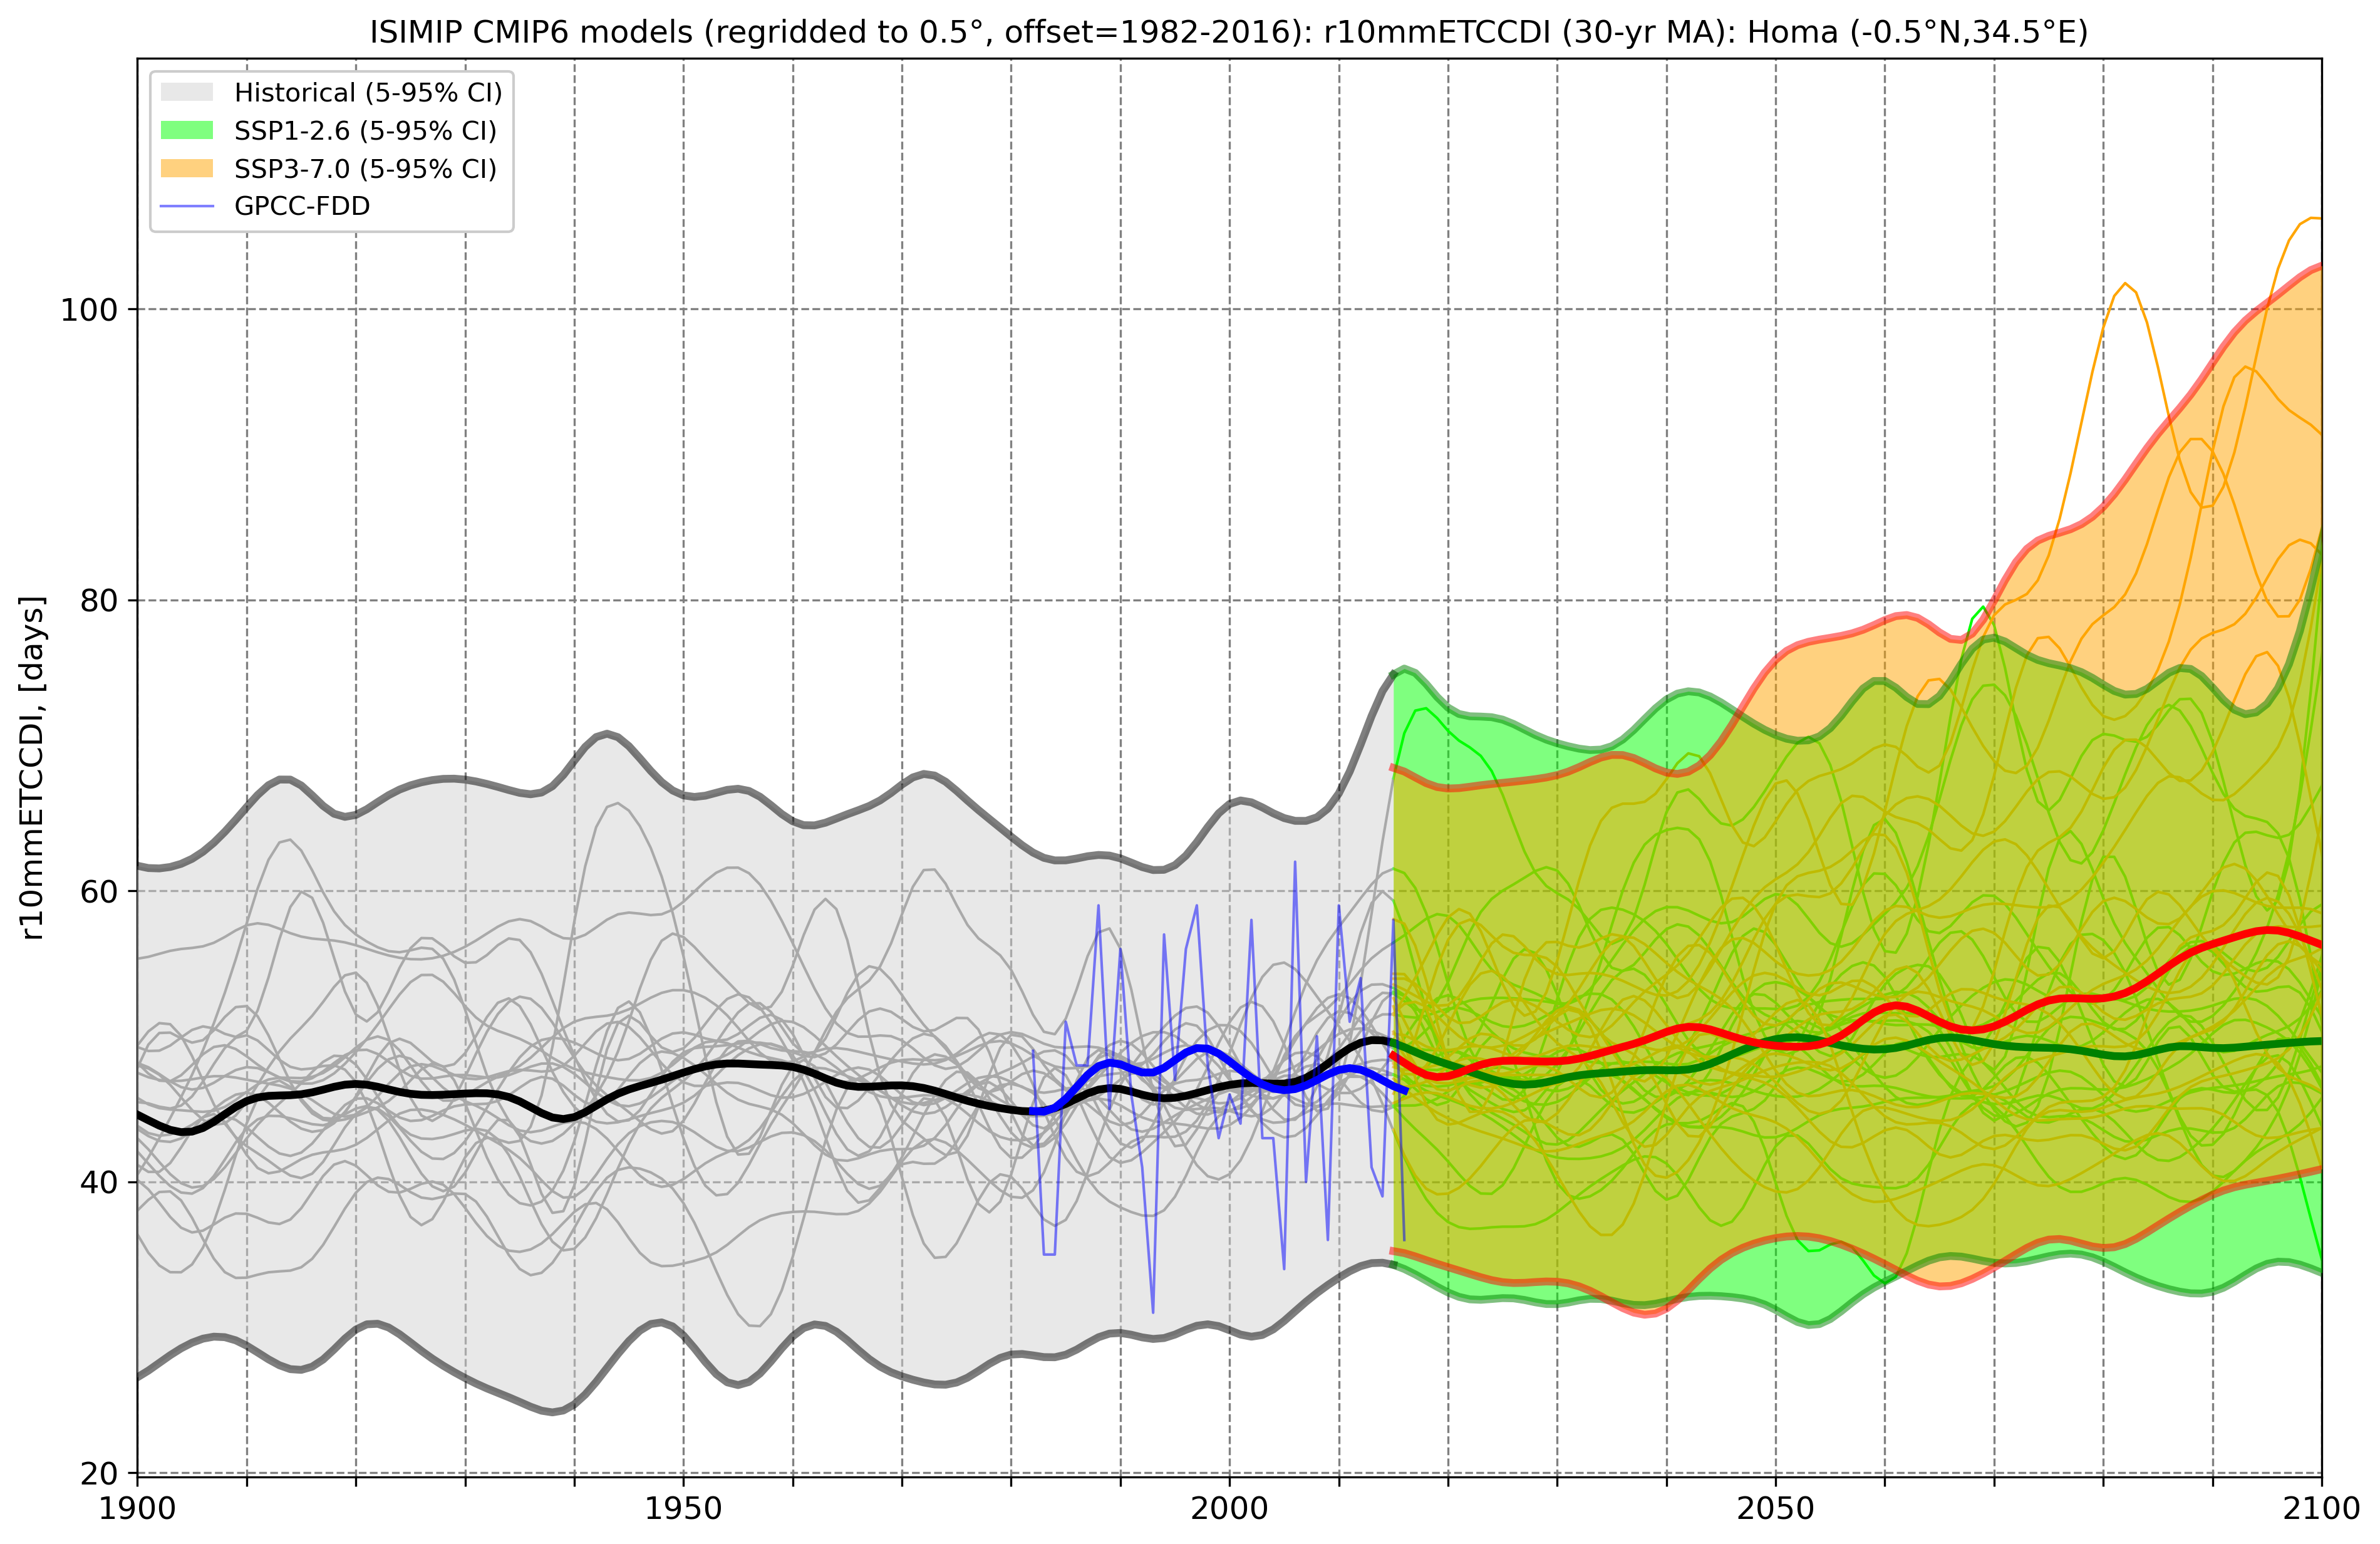 ISIMIP CMIP6 models (regridded to 0.5°, offset=1982-2016): r10mmETCCDI (30-yr MA): Homa (-0.5°N,34.5°E)
Historical (5-95% CI)
SSP1-2.6 (5-95% CI)
SSP3-7.0 (5-95% CI)
GPCC-FDD
r10mmETCCDI, [days]
100
80
60
40
20
1900
1950
2000
2050
2100